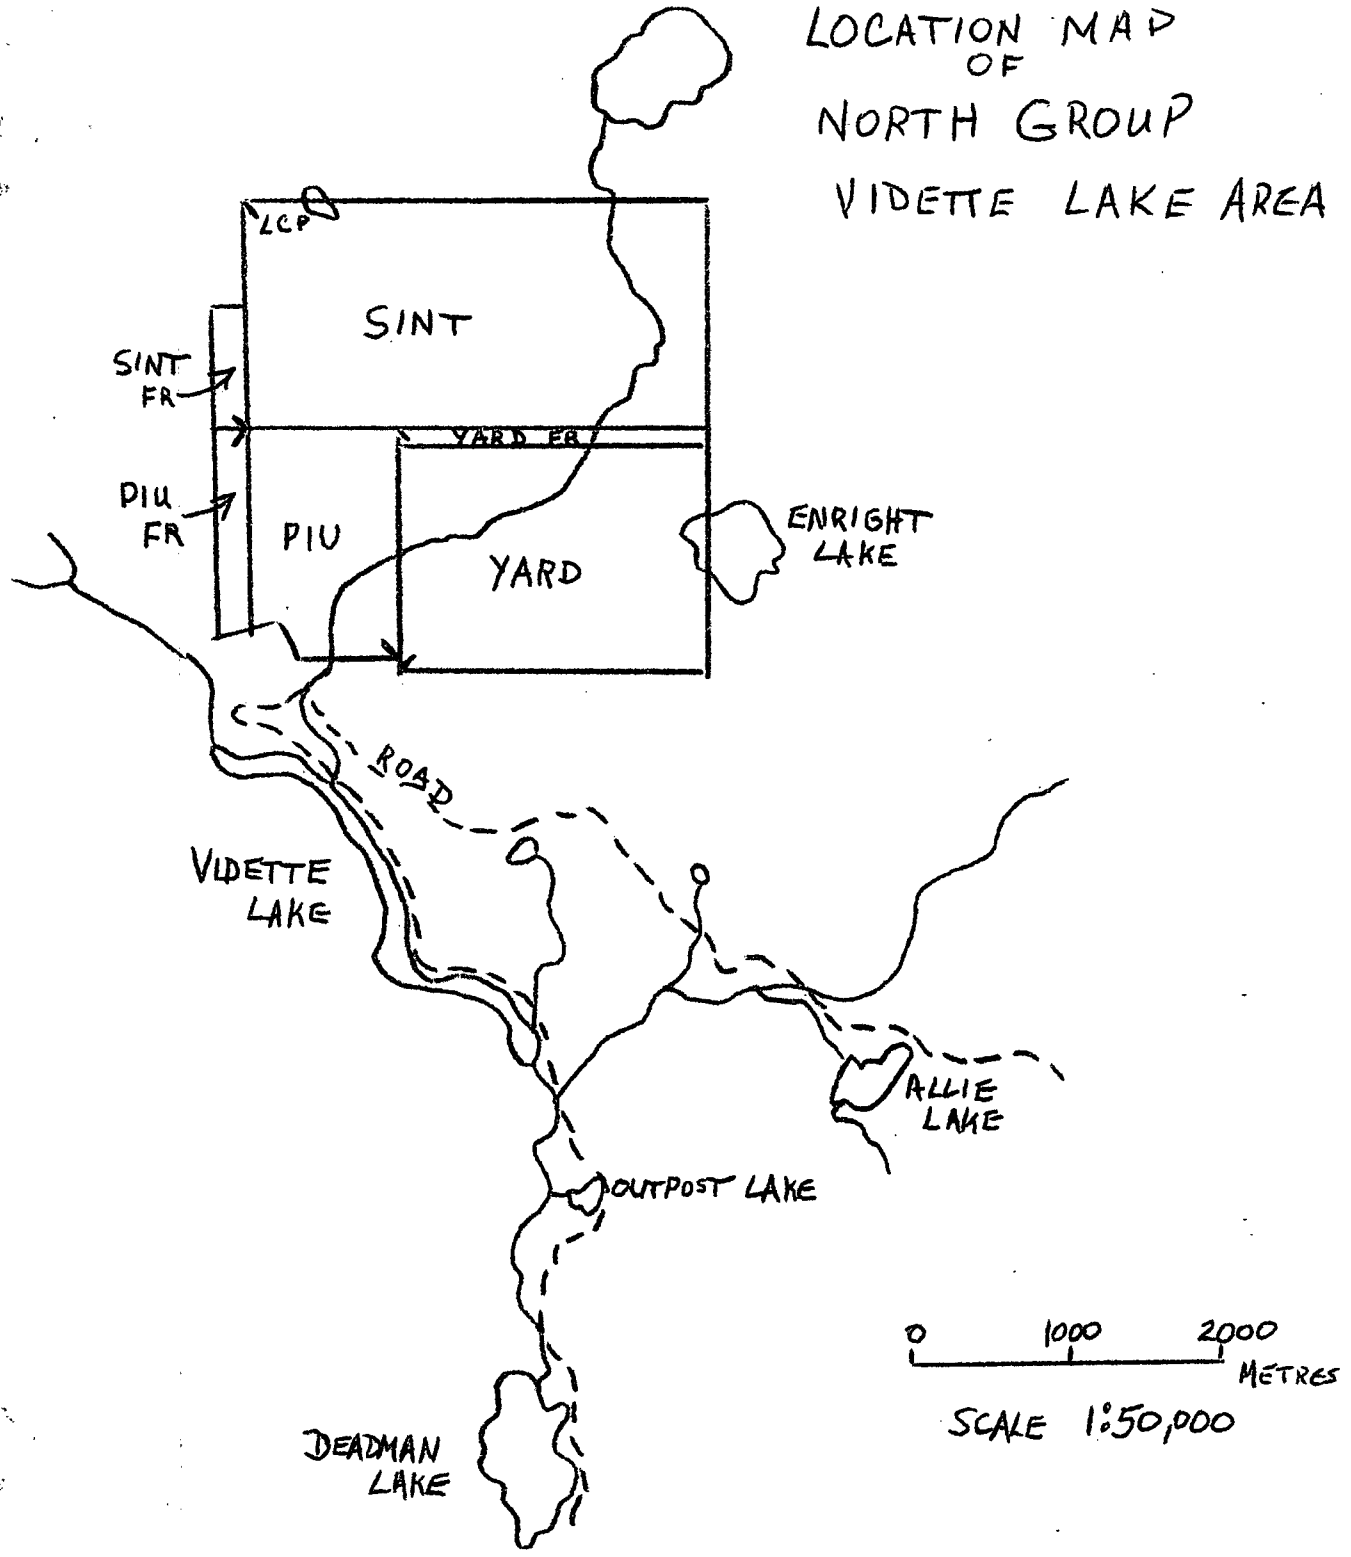 LOCATION MAP
OF
NORTH GROUP
VIDETTE LAKE AREA
LCP
SINT
SINT
FR
YARD FR
PIU
FR
PIU
YARD
ENRIGHT
LAKE
ROAD
VIDETTE
LAKE
ALLIE
LAKE
OUTPOST LAKE
0 1000 2000
METRES
SCALE 1:50,000
DEADMAN
LAKE